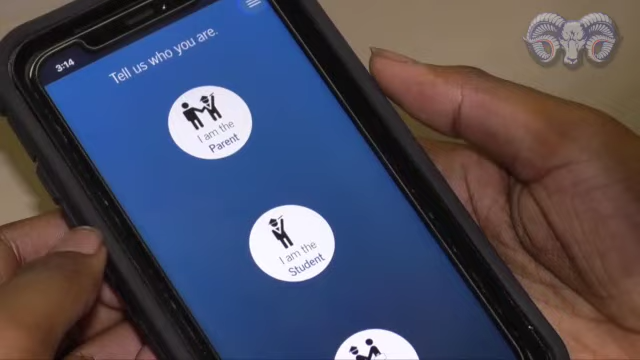 3:14
Tell us who you are.
I am the
Parent
I am the
Student